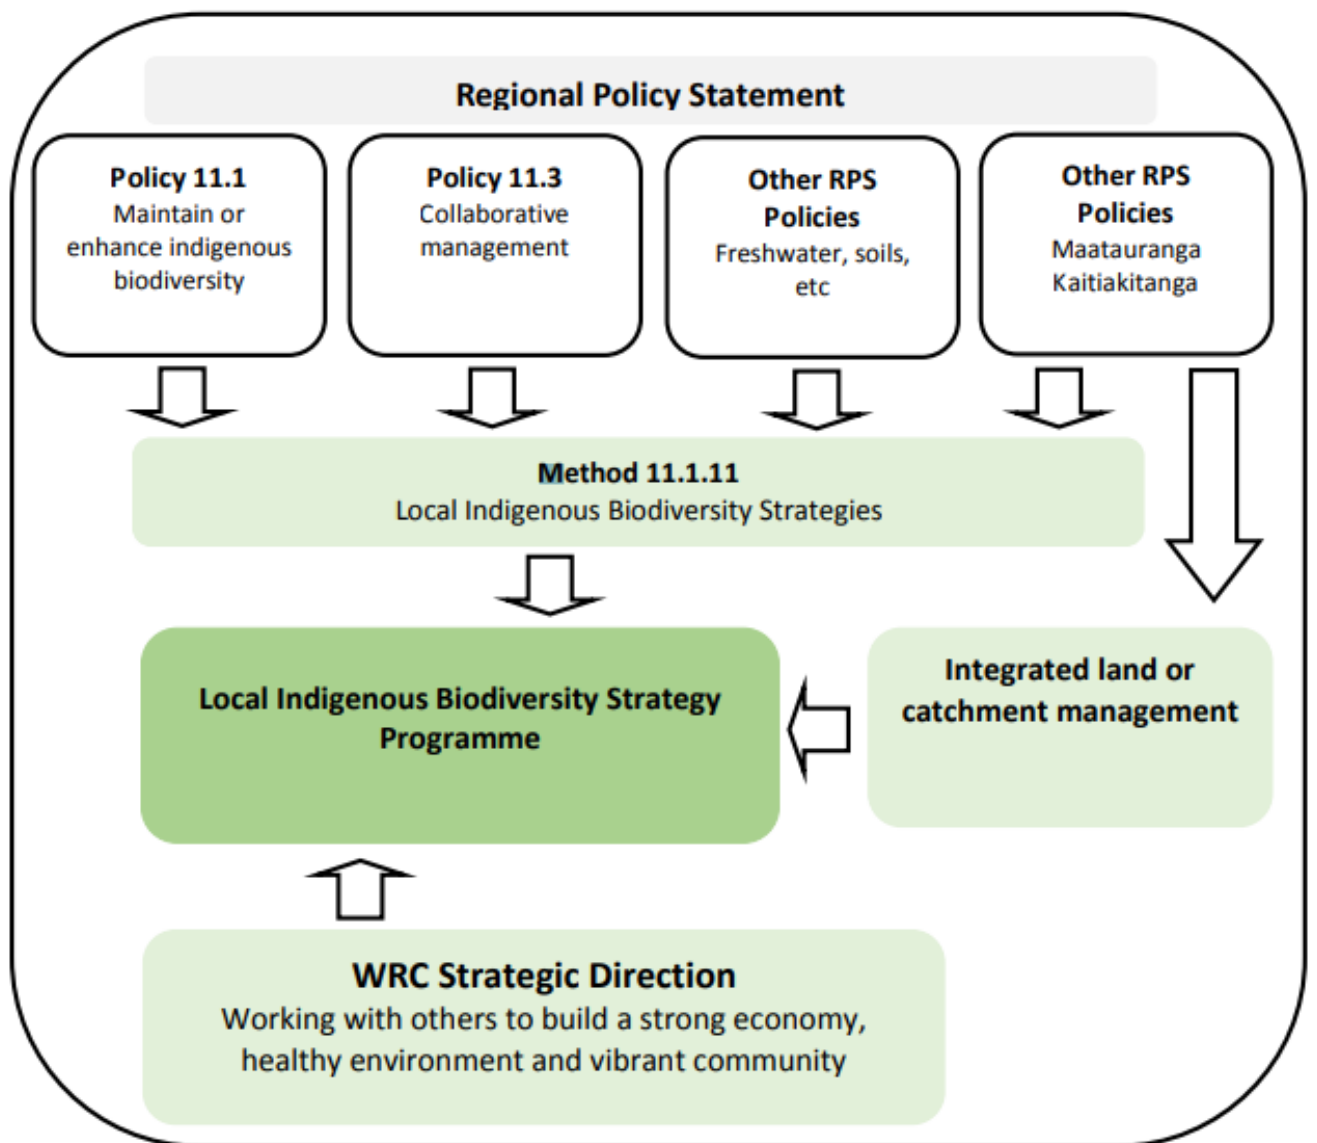 Regional Policy Statement
Policy 11.1
Maintain or
enhance indigenous
biodiversity
Policy 11.3
Collaborative
management
Other RPS
Policies
Freshwater, soils,
etc
Other RPS
Policies
Maatauranga
Kaitiakitanga
Method 11.1.11
Local Indigenous Biodiversity Strategies
Local Indigenous Biodiversity Strategy
Programme
Integrated land or
catchment management
WRC Strategic Direction
Working with others to build a strong economy,
healthy environment and vibrant community